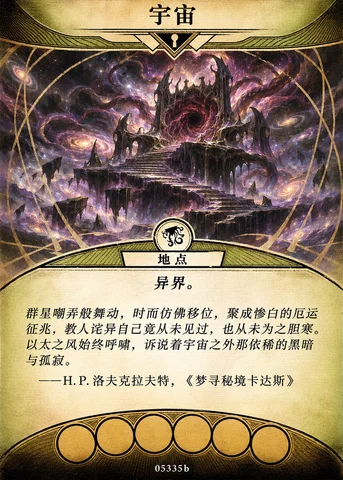 宇宙
地点
异界。
群星嘲弄般舞动，时而仿佛移位，聚成惨白的厄运
征兆，教人诧异自己竟从未见过，也从未为之胆寒。
以太之风始终呼啸，诉说着宇宙之外那依稀的黑暗
与孤寂。
——H. P. 洛夫克拉夫特，《梦寻秘境卡达斯》
05335b